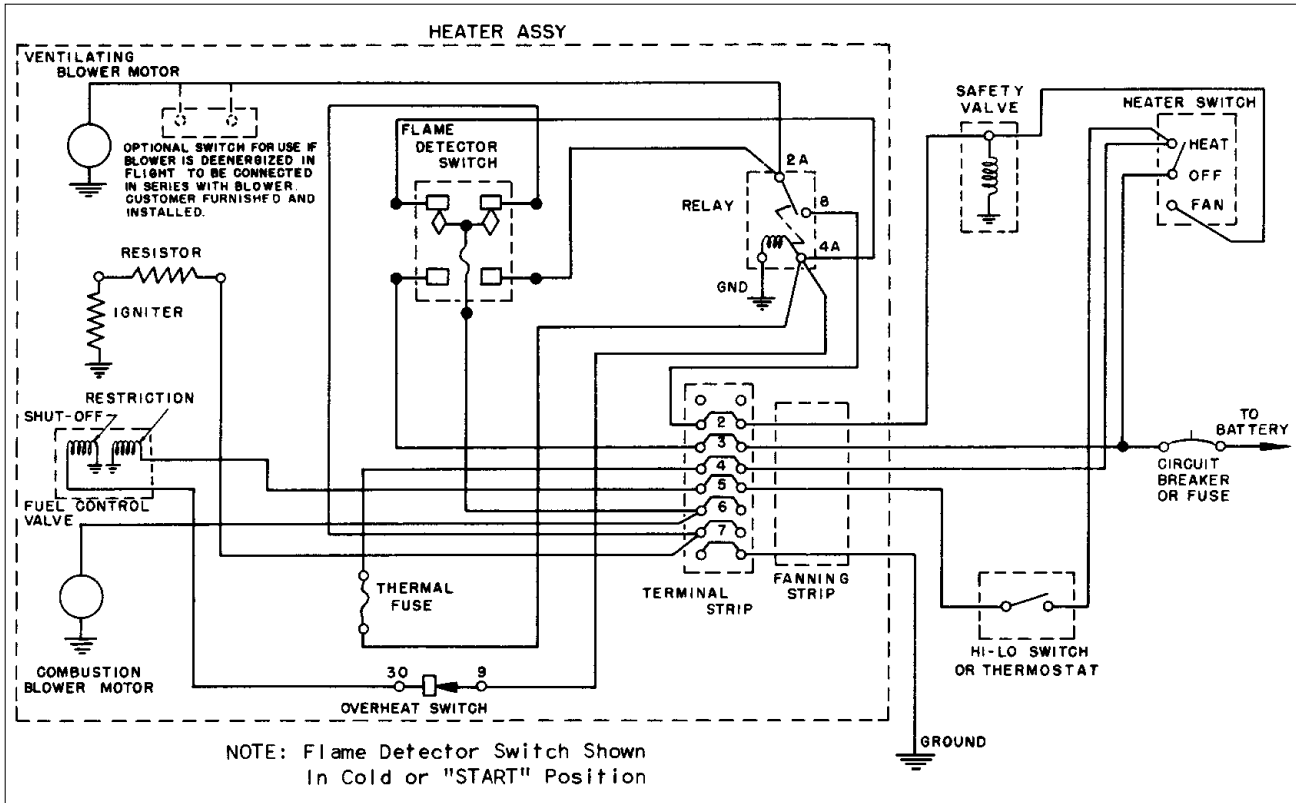 HEATER ASSY
VENTILATING
BLOWER MOTOR
OPTIONAL SWITCH FOR USE IF
BLOWER IS DEENERGIZED IN
FLIGHT TO BE CONNECTED
IN SERIES WITH BLOWER.
CUSTOMER FURNISHED AND
INSTALLED.
FLAME
DETECTOR
SWITCH
2A
RELAY
8
4A
GND
SAFETY
VALVE
HEATER SWITCH
HEAT
OFF
FAN
RESISTOR
IGNITER
SHUT-OFF
RESTRICTION
FUEL CONTROL
VALVE
2
3
4
5
6
7
TERMINAL
STRIP
FANNING
STRIP
TO
BATTERY
CIRCUIT
BREAKER
OR FUSE
THERMAL
FUSE
COMBUSTION
BLOWER MOTOR
30
9
OVERHEAT SWITCH
HI-LO SWITCH
OR THERMOSTAT
GROUND
NOTE: Flame Detector Switch Shown
In Cold or "START" Position